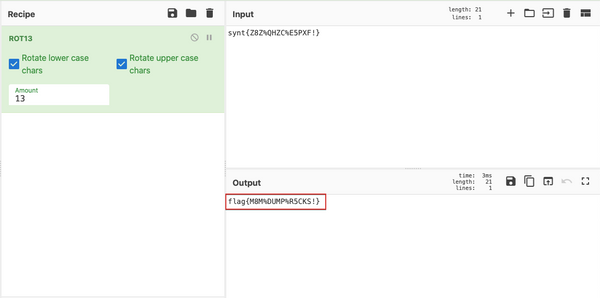 Recipe
ROT13
Rotate lower case chars
Rotate upper case chars
Amount
13
Input
length: 21
lines: 1
synt{Z8Z%QHZC%E5PXF!}
Output
time: 3ms
length: 21
lines: 1
flag{M8M%DUMP%R5CKS!}